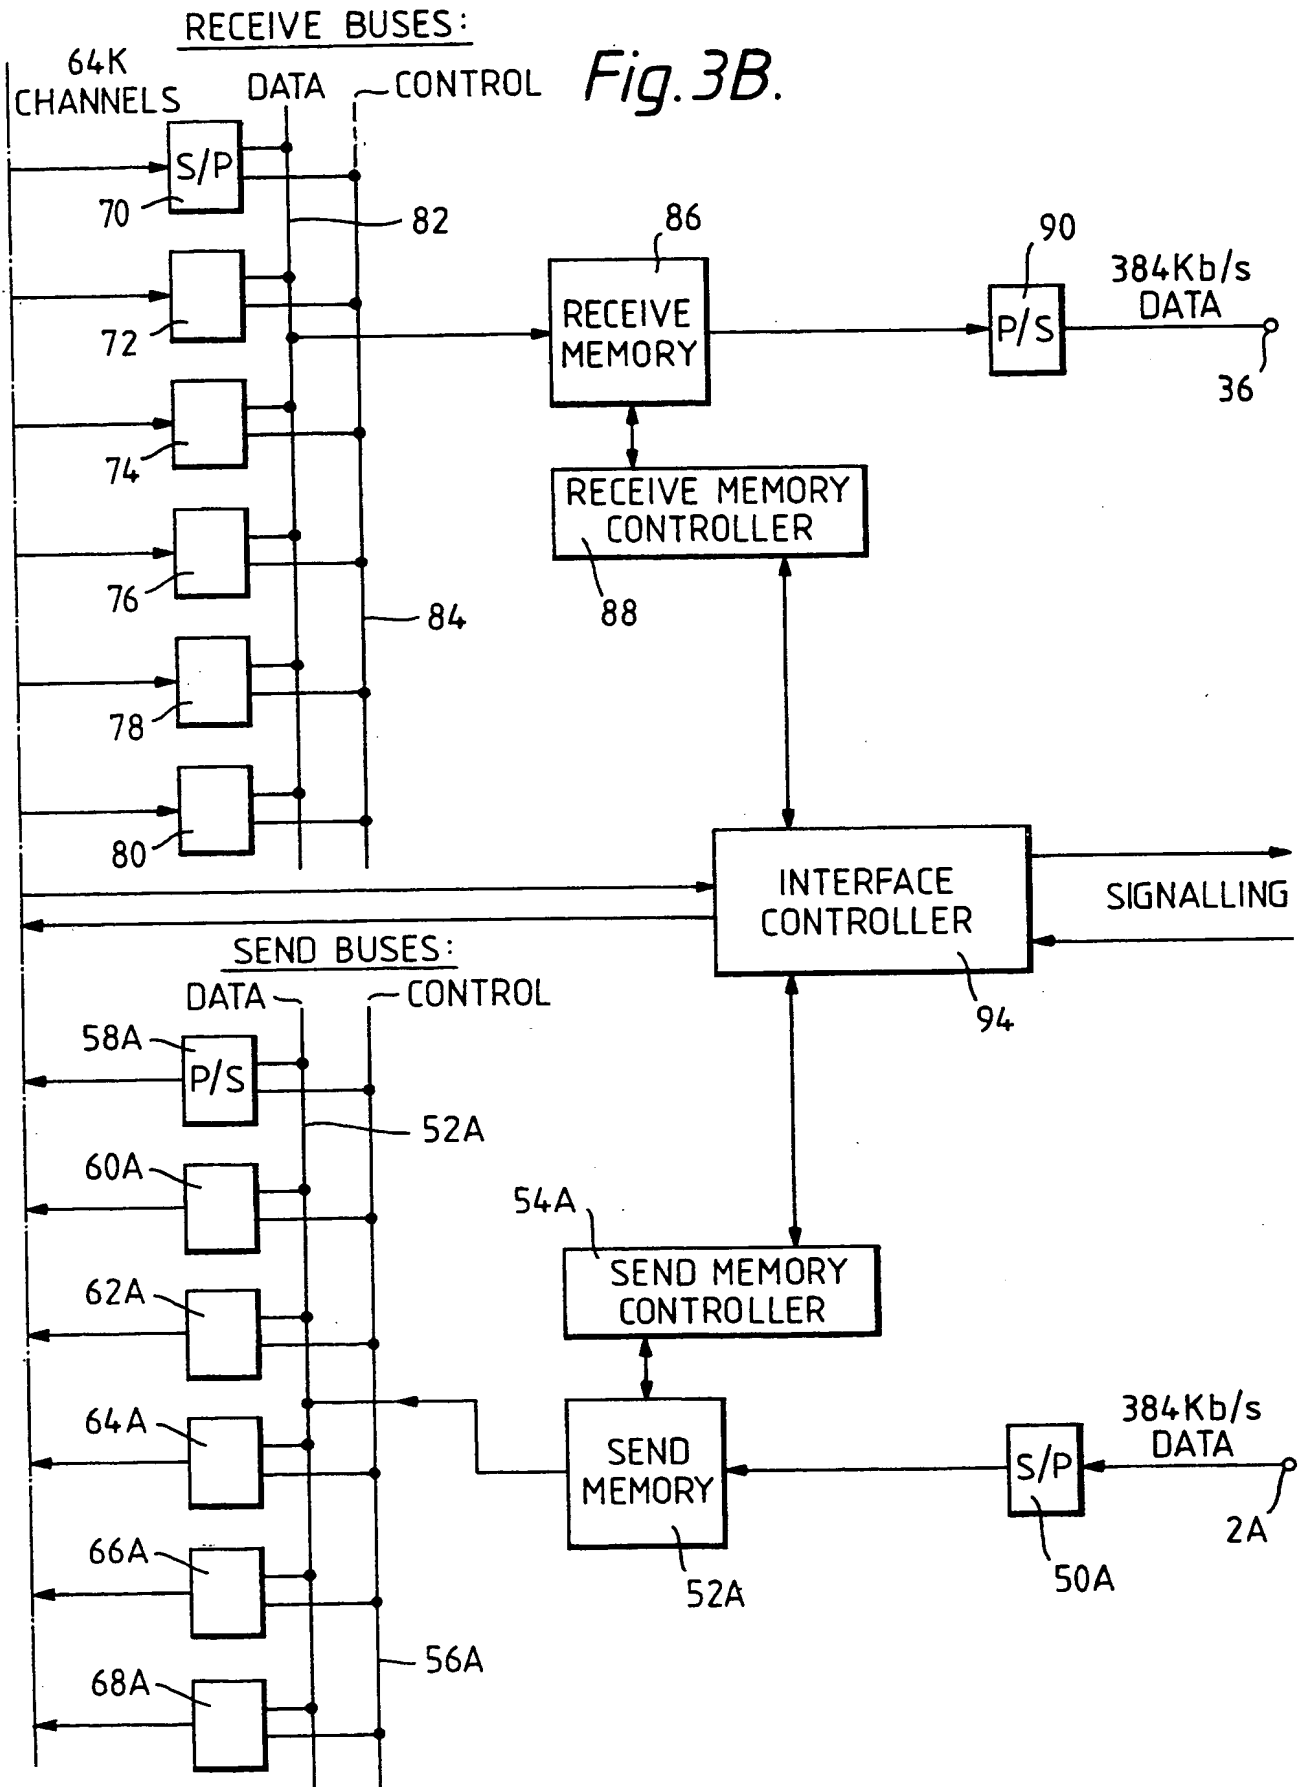 RECEIVE BUSES:
Fig. 3B.
64K
CHANNELS
DATA
CONTROL
S/P
70
82
72
74
76
84
78
80
86
RECEIVE
MEMORY
90
P/S
384Kb/s
DATA
36
RECEIVE MEMORY
CONTROLLER
88
INTERFACE
CONTROLLER
94
SIGNALLING
SEND BUSES:
DATA
CONTROL
58A
P/S
52A
60A
62A
64A
66A
56A
68A
54A
SEND MEMORY
CONTROLLER
SEND
MEMORY
52A
S/P
50A
384Kb/s
DATA
2A